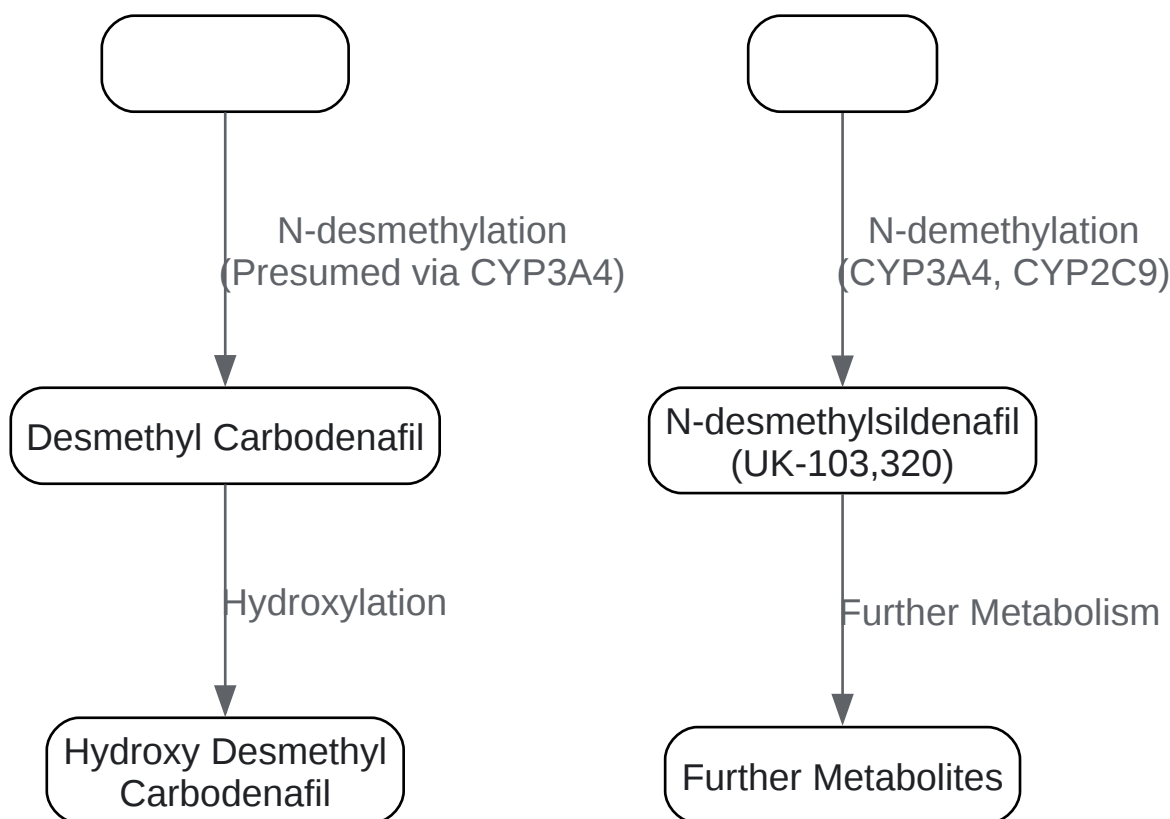 N-desmethylation
(Presumed via CYP3A4)
N-demethylation
(CYP3A4, CYP2C9)
Desmethyl Carbodenafil
N-desmethylsildenafil
(UK-103,320)
Hydroxylation
Further Metabolism
Hydroxy Desmethyl
Carbodenafil
Further Metabolites